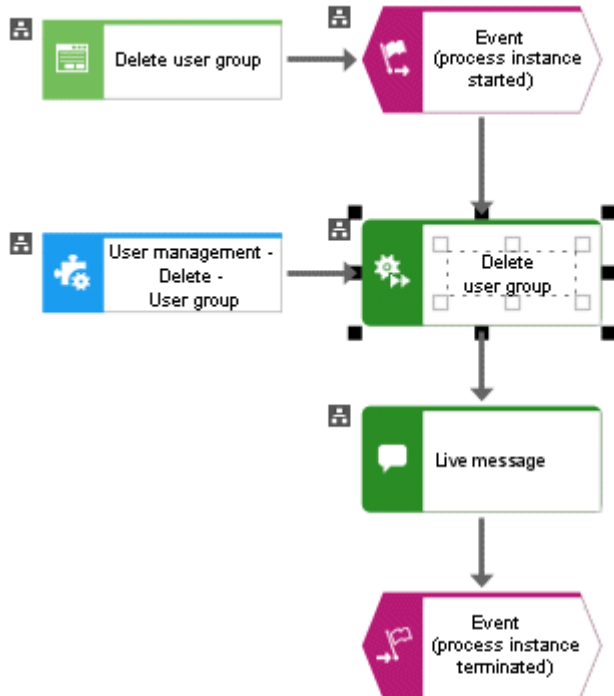 Delete user group
Event
(process instance
started)
User management -
Delete -
User group
Delete
user group
Live message
Event
(process instance
terminated)